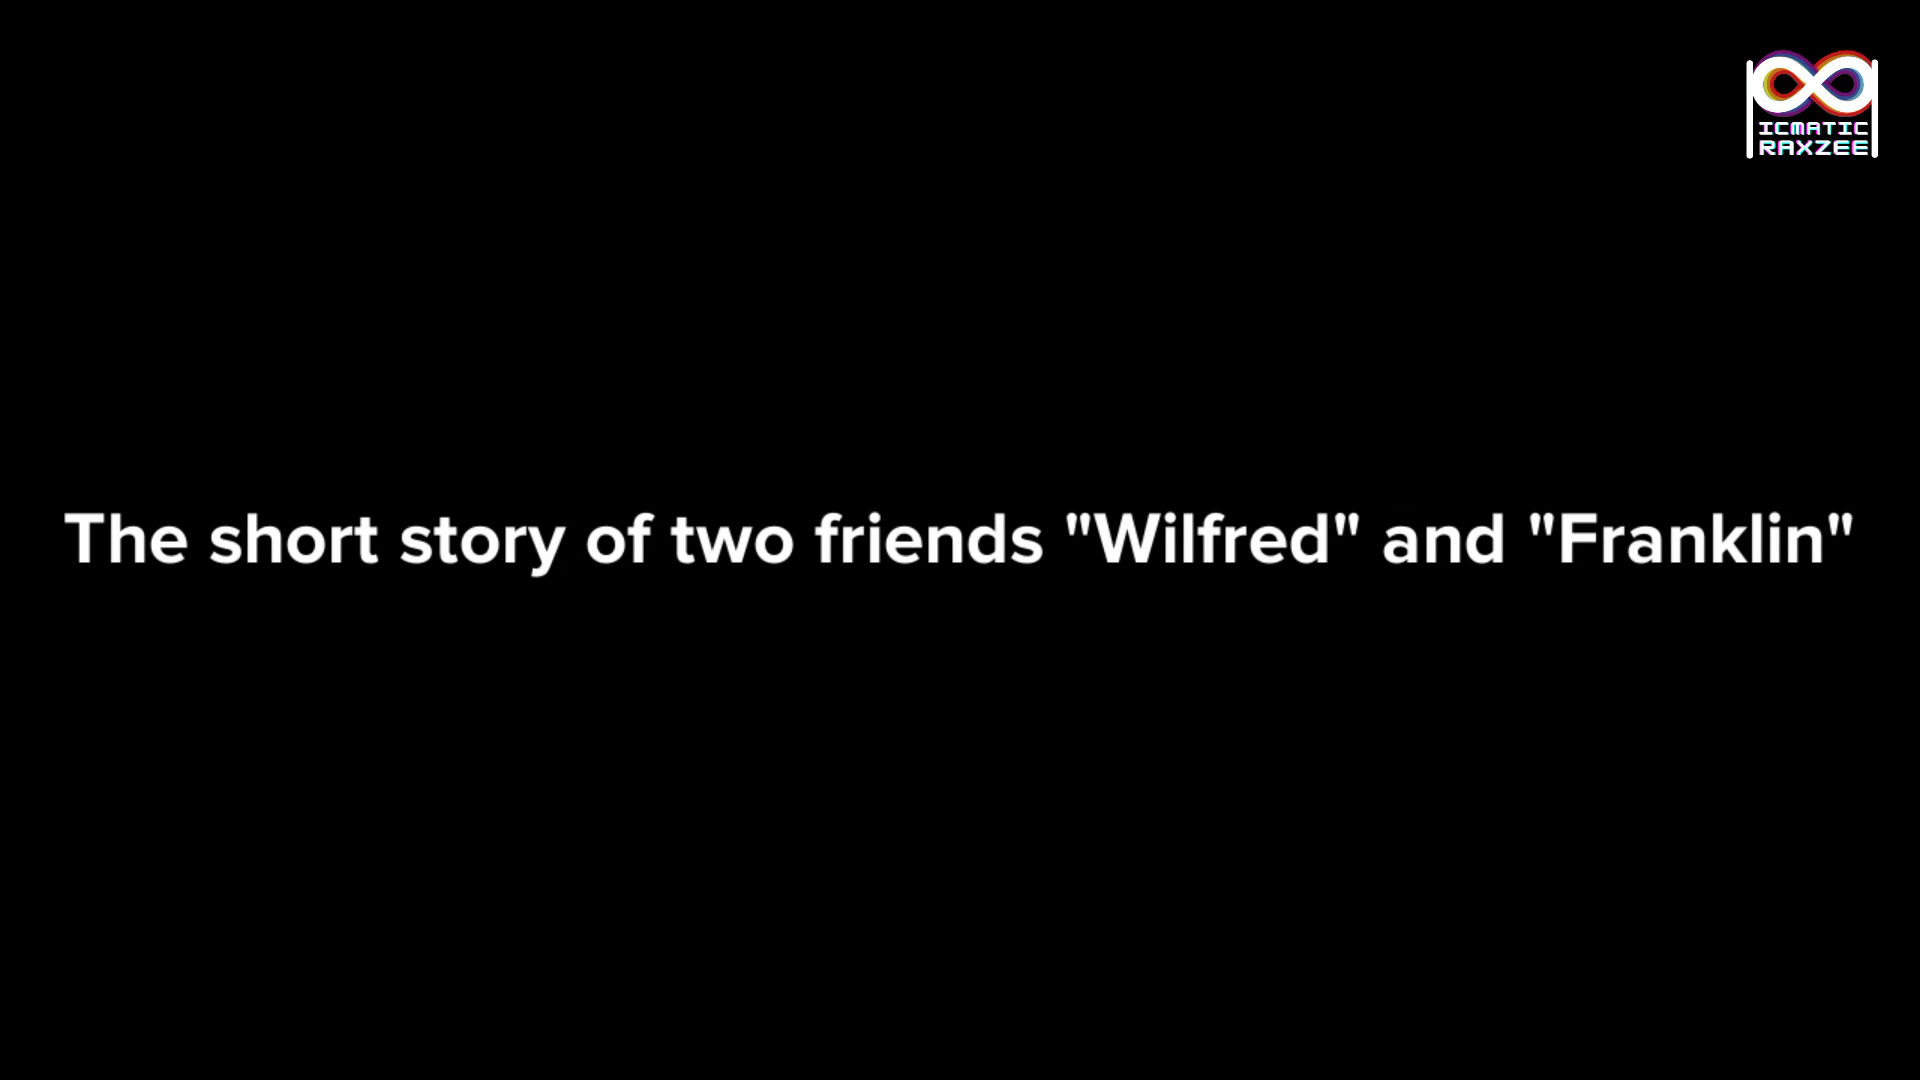 ICMATIC
RAXZEE
The short story of two friends "Wilfred" and "Franklin"